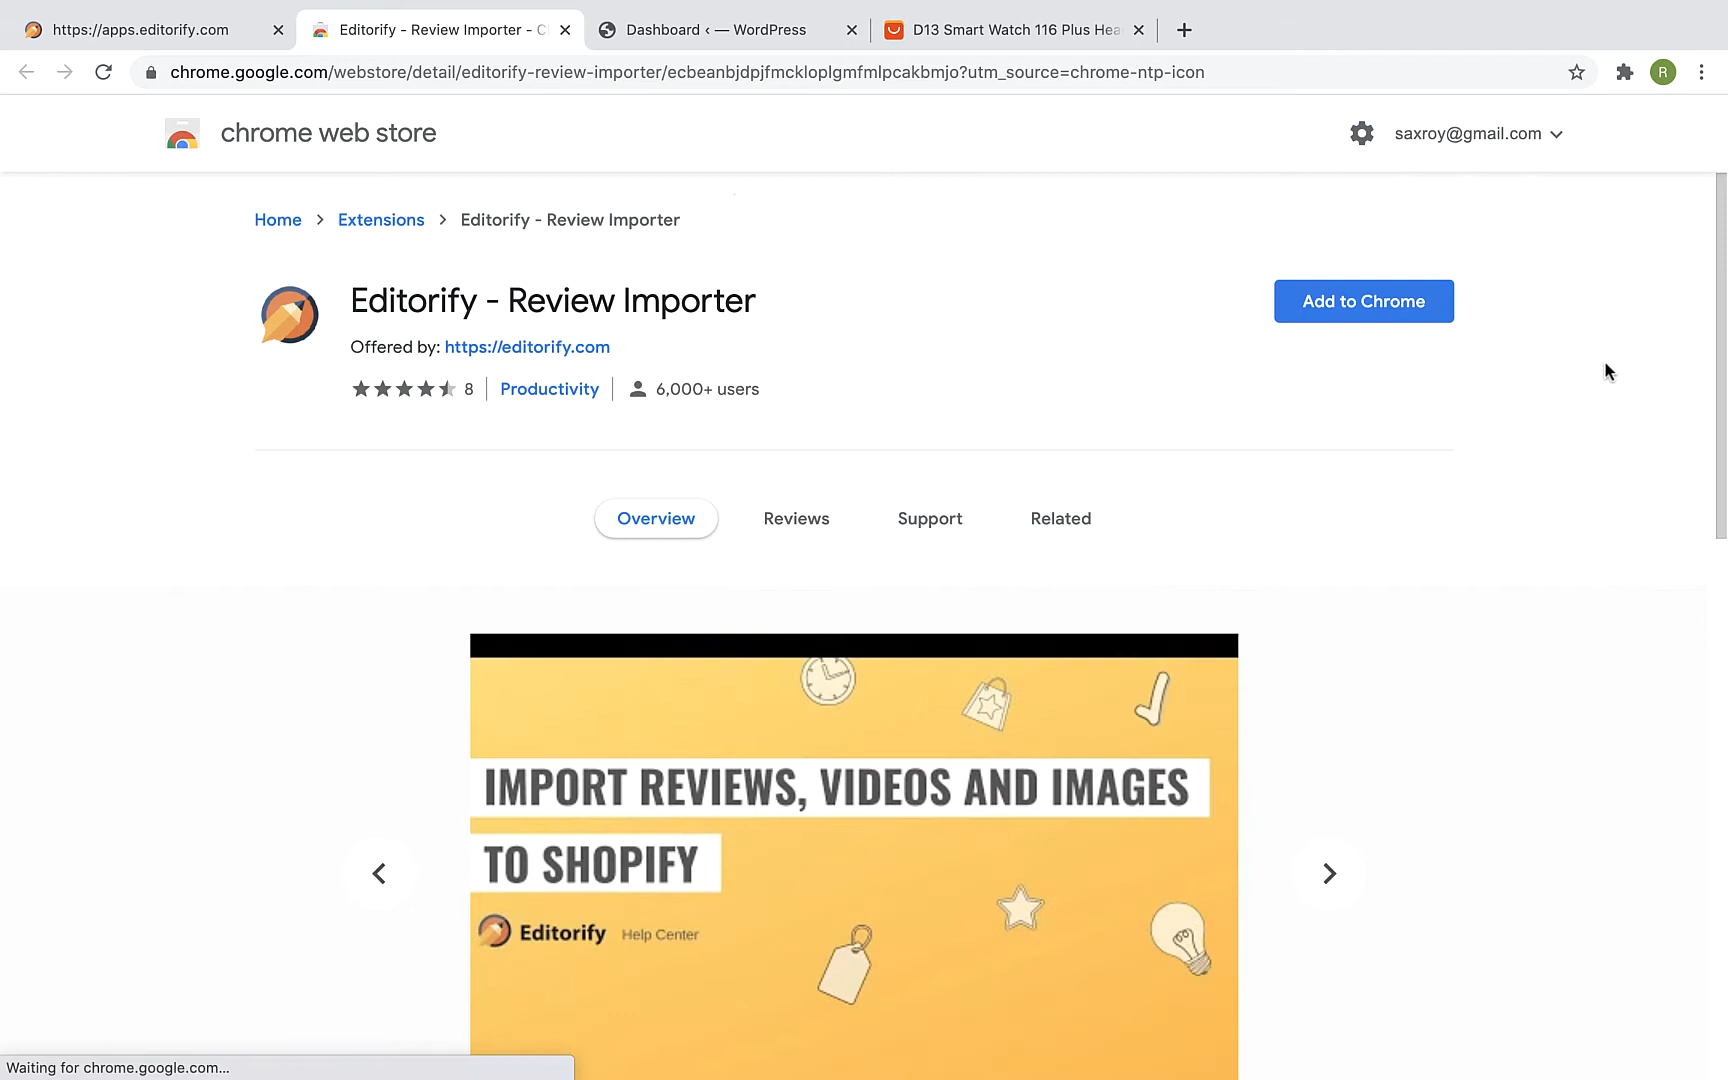 https://apps.editorify.com
Editorify - Review Importer - C
Dashboard ‹ — WordPress
D13 Smart Watch 116 Plus Hea
chrome.google.com/webstore/detail/editorify-review-importer/ecbeanbjdpjfmckloplgmfmlpcakbmjo?utm_source=chrome-ntp-icon
R
chrome web store
saxroy@gmail.com
Home > Extensions > Editorify - Review Importer
Editorify - Review Importer
Add to Chrome
Offered by: https://editorify.com
8 | Productivity | 6,000+ users
Overview
Reviews
Support
Related
IMPORT REVIEWS, VIDEOS AND IMAGES
TO SHOPIFY
Editorify Help Center
Waiting for chrome.google.com...